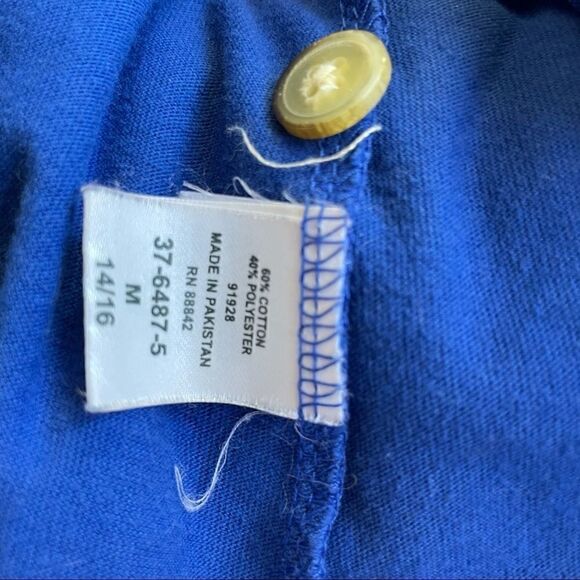 60% COTTON
40% POLYESTER
91928
MADE IN PAKISTAN
RN 88842
37-6487-5
M
14/16